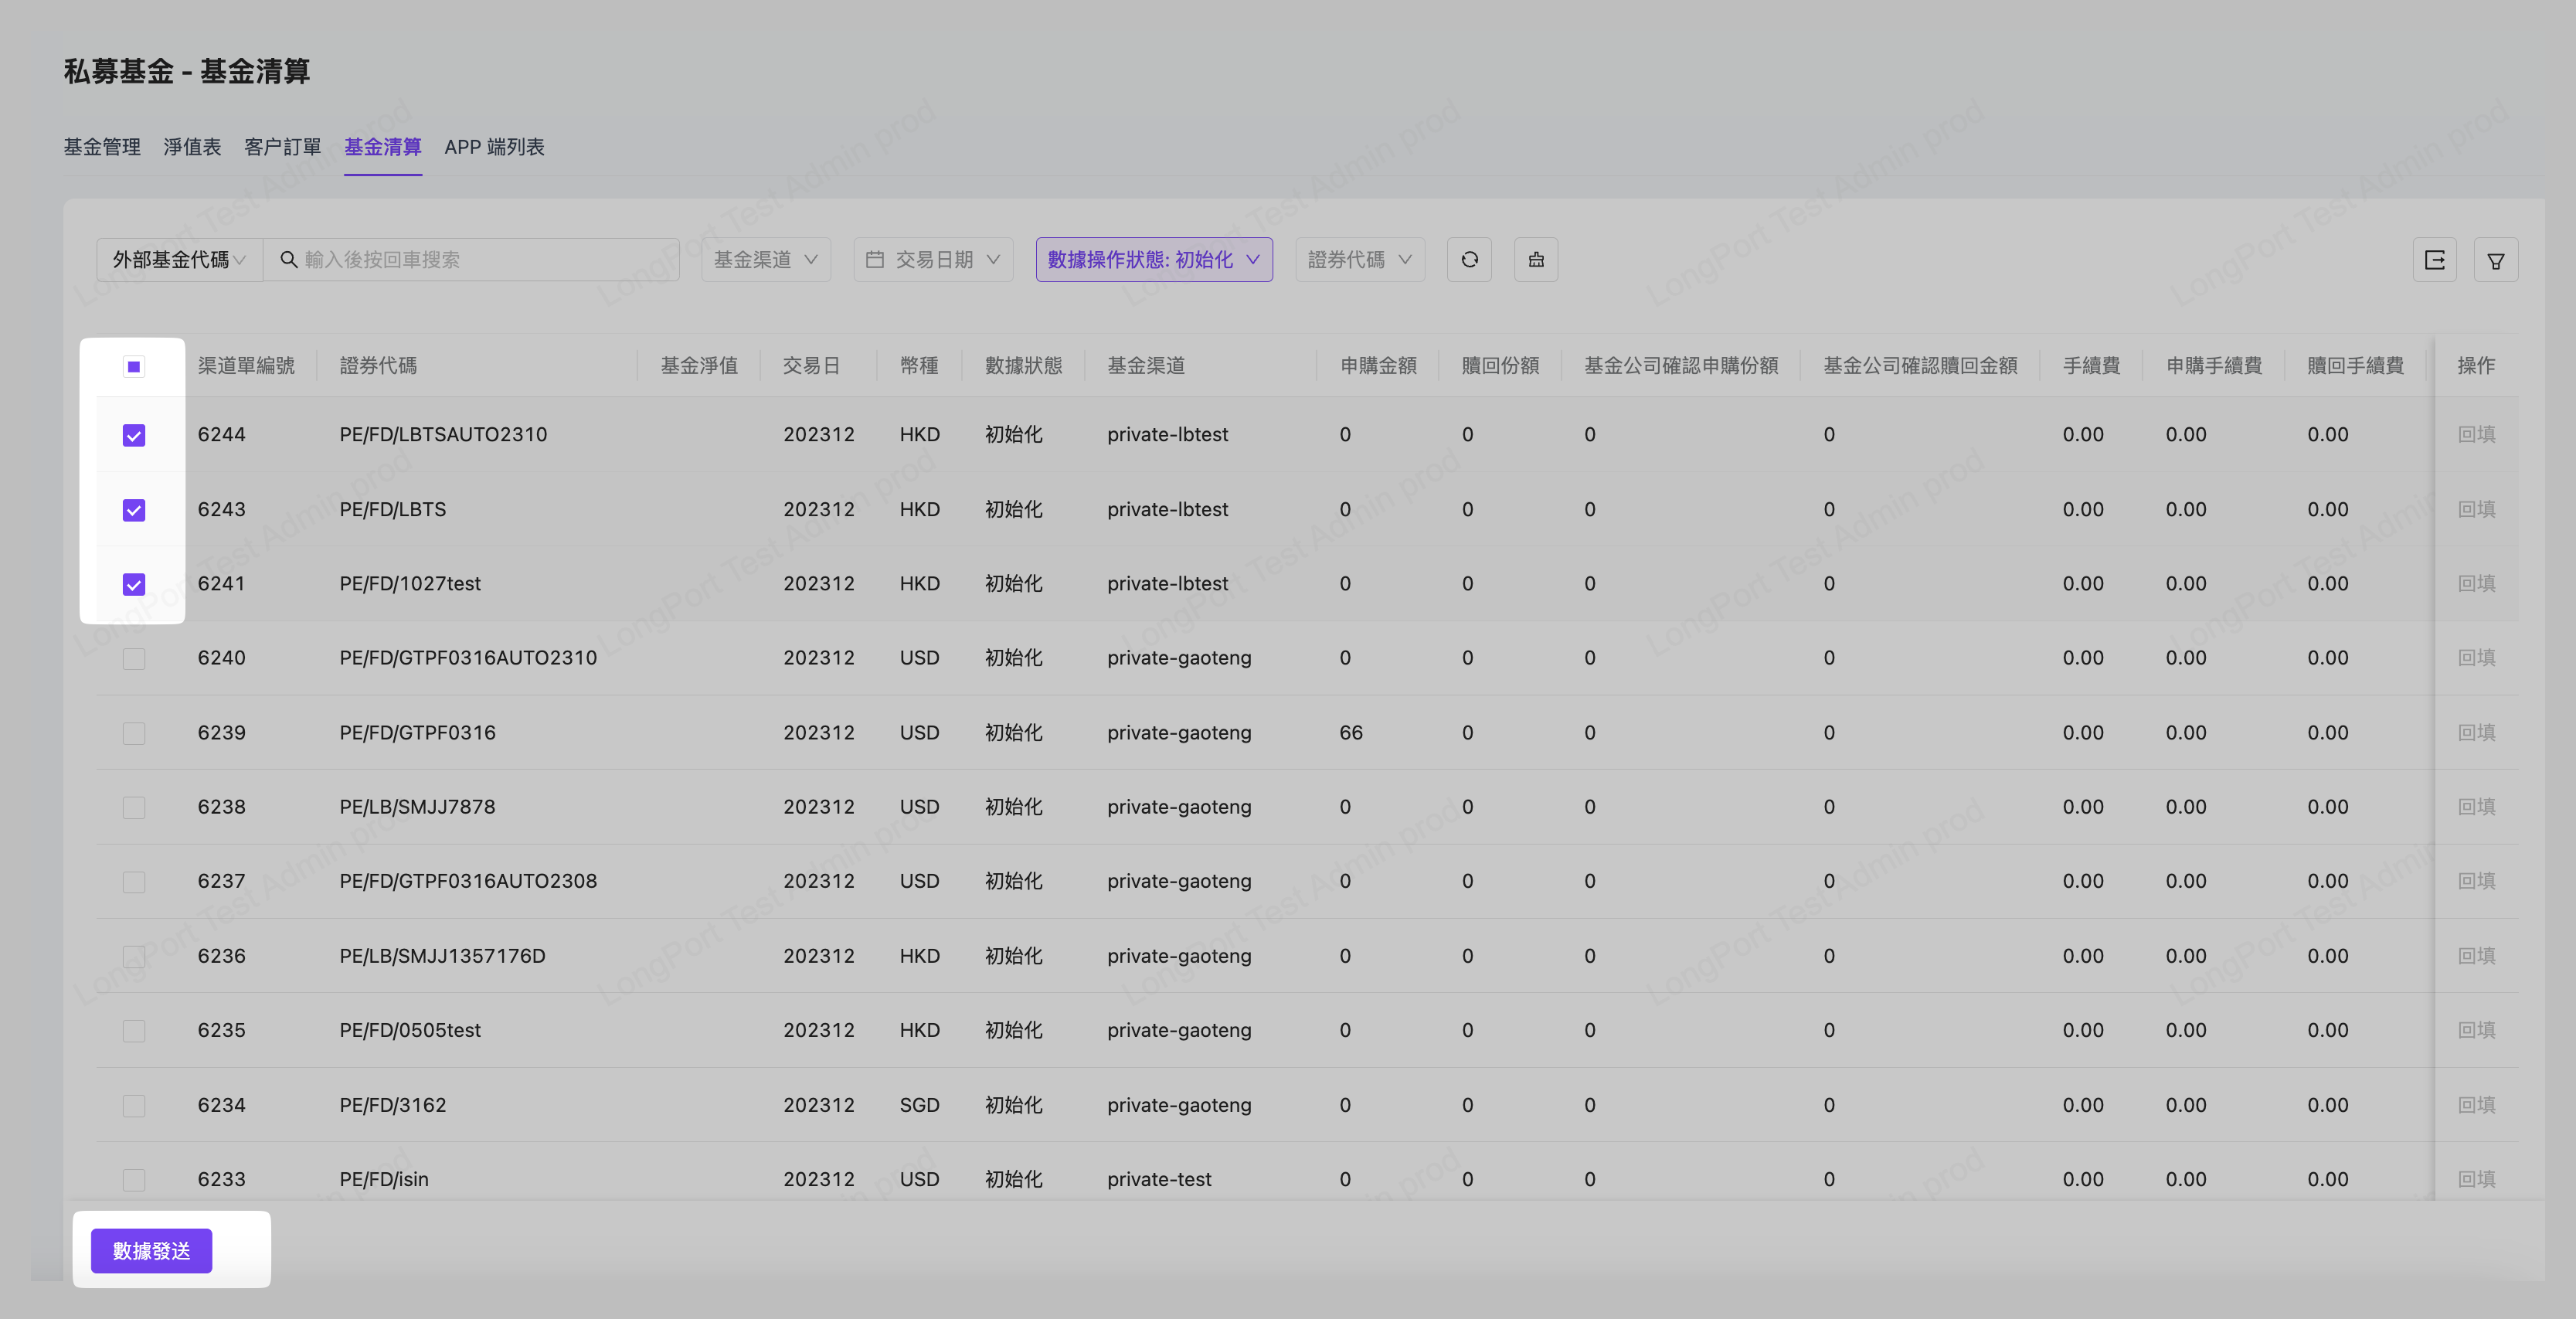 私募基金 - 基金清算
基金管理 淨值表 客户訂單 基金清算 APP 端列表
外部基金代碼 輸入後按回車搜索 基金渠道 交易日期 數據操作狀態: 初始化 證券代碼
渠道單編號 證券代碼 基金淨值 交易日 幣種 數據狀態 基金渠道 申購金額 贖回份額 基金公司確認申購份額 基金公司確認贖回金額 手續費 申購手續費 贖回手續費 操作
6244 PE/FD/LBTSAUTO2310 202312 HKD 初始化 private-lbtest 0 0 0 0 0.00 0.00 0.00 回填
6243 PE/FD/LBTS 202312 HKD 初始化 private-lbtest 0 0 0 0 0.00 0.00 0.00 回填
6241 PE/FD/1027test 202312 HKD 初始化 private-lbtest 0 0 0 0 0.00 0.00 0.00 回填
6240 PE/FD/GTPF0316AUTO2310 202312 USD 初始化 private-gaoteng 0 0 0 0 0.00 0.00 0.00 回填
6239 PE/FD/GTPF0316 202312 USD 初始化 private-gaoteng 66 0 0 0 0.00 0.00 0.00 回填
6238 PE/LB/SMJJ7878 202312 USD 初始化 private-gaoteng 0 0 0 0 0.00 0.00 0.00 回填
6237 PE/FD/GTPF0316AUTO2308 202312 USD 初始化 private-gaoteng 0 0 0 0 0.00 0.00 0.00 回填
6236 PE/LB/SMJJ1357176D 202312 HKD 初始化 private-gaoteng 0 0 0 0 0.00 0.00 0.00 回填
6235 PE/FD/0505test 202312 HKD 初始化 private-gaoteng 0 0 0 0 0.00 0.00 0.00 回填
6234 PE/FD/3162 202312 SGD 初始化 private-gaoteng 0 0 0 0 0.00 0.00 0.00 回填
6233 PE/FD/isin 202312 USD 初始化 private-test 0 0 0 0 0.00 0.00 0.00 回填
數據發送
LongPort Test Admin prod